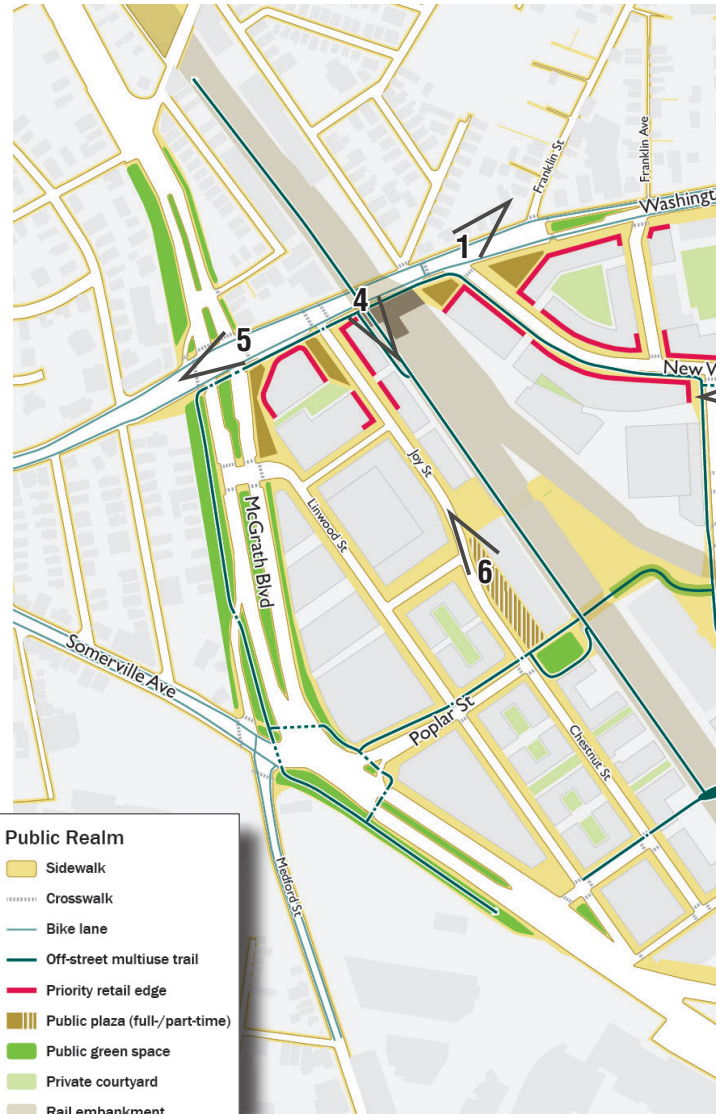 Franklin St
Franklin Ave
Washingt
1
4
5
New W
Joy St
Linwood St
McGrath Blvd
6
Somerville Ave
Poplar St
Chestnut St
Medford St
Public Realm
Sidewalk
Crosswalk
Bike lane
Off-street multiuse trail
Priority retail edge
Public plaza (full-/part-time)
Public green space
Private courtyard
Rail embankment